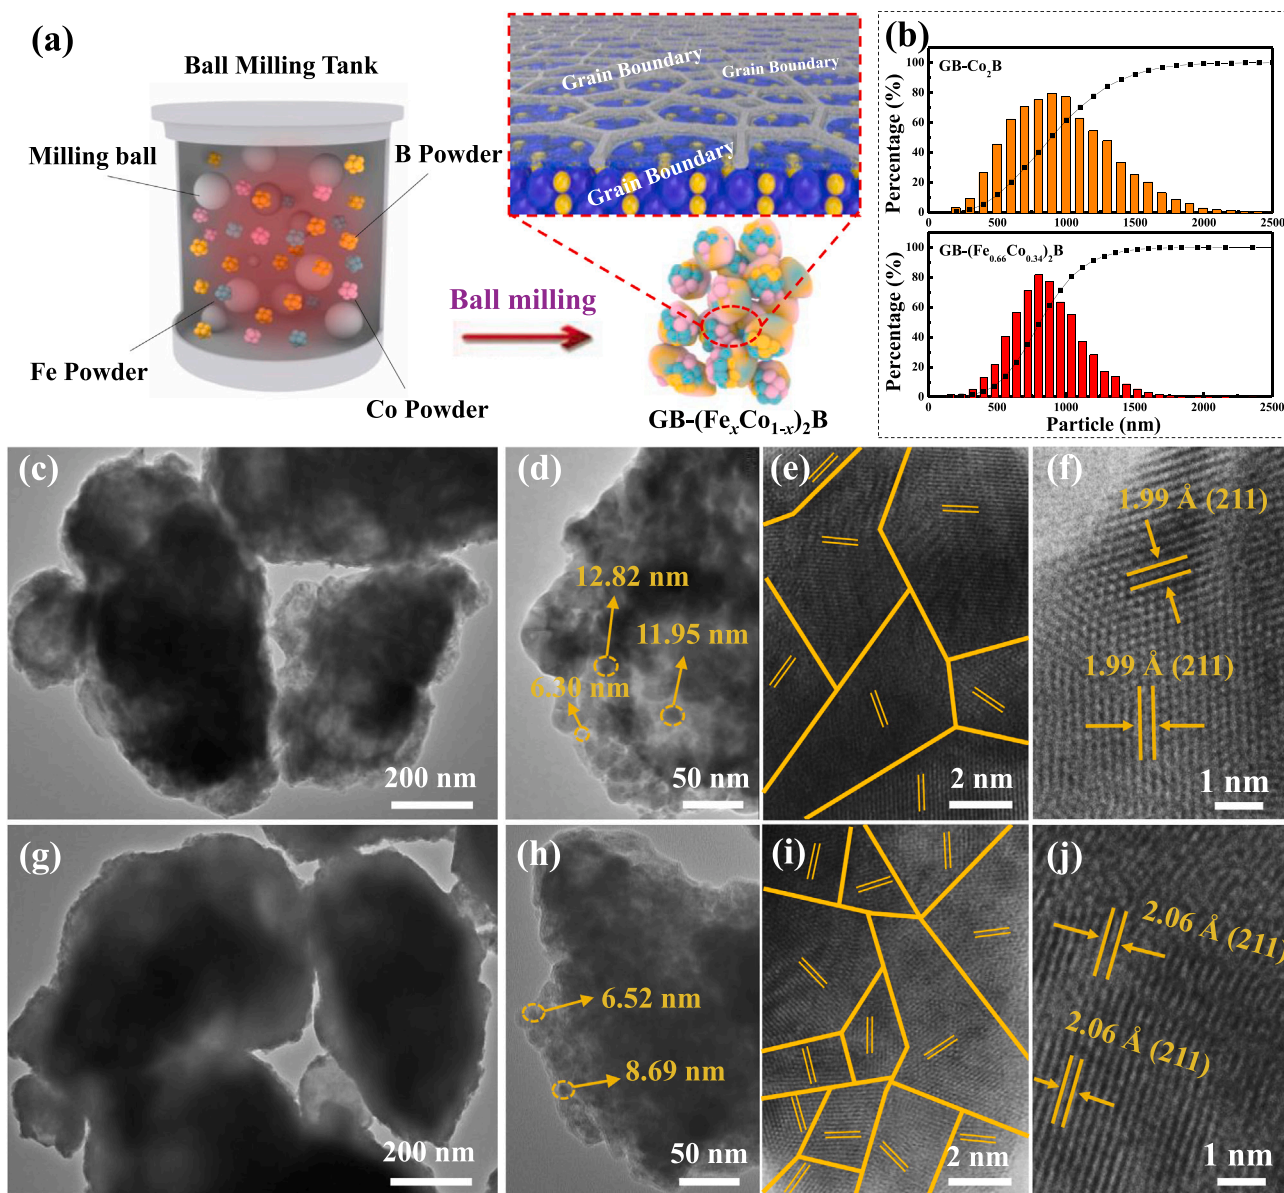 (a)
Ball Milling Tank
Milling ball
B Powder
Fe Powder
Co Powder
Ball milling
Grain Boundary
Grain Boundary
Grain Boundary
GB-(FeₓCo₁₋ₓ)₂B
(b)
GB-Co₂B
Percentage (%)
100
80
60
40
20
0
0 500 1000 1500 2000 2500
GB-(Fe₀.₆₆Co₀.₃₄)₂B
Percentage (%)
100
80
60
40
20
0
0 500 1000 1500 2000 2500
Particle (nm)
(c)
200 nm
(d)
12.82 nm
11.95 nm
6.30 nm
50 nm
(e)
2 nm
(f)
1.99 Å (211)
1.99 Å (211)
1 nm
(g)
200 nm
(h)
6.52 nm
8.69 nm
50 nm
(i)
2 nm
(j)
2.06 Å (211)
2.06 Å (211)
1 nm